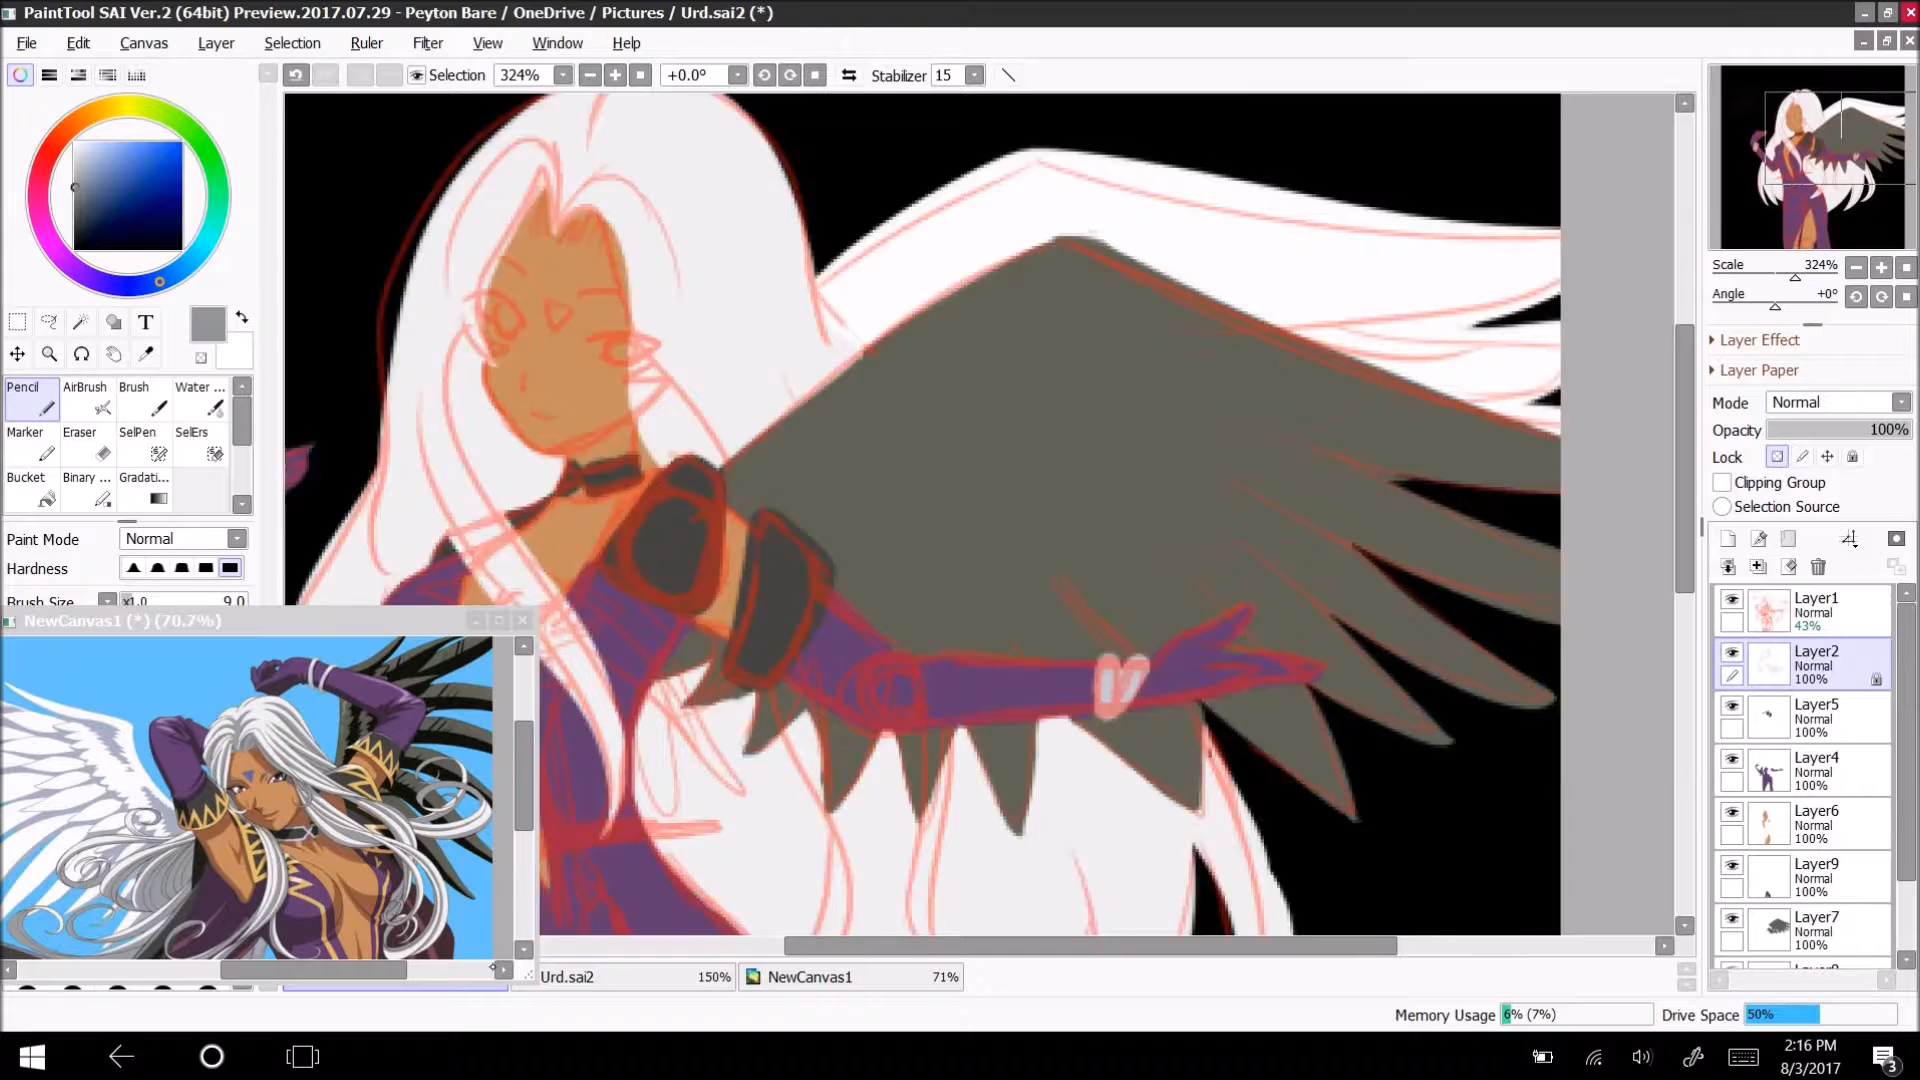 PaintTool SAI Ver.2 (64bit) Preview.2017.07.29 - Peyton Bare / OneDrive / Pictures / Urd.sai2 (*)
File Edit Canvas Layer Selection Ruler Filter View Window Help
Selection 324% +0.0° Stabilizer 15
Scale 324%
Angle +0°
Layer Effect
Layer Paper
Mode Normal
Opacity 100%
Lock
Clipping Group
Selection Source
T
Pencil AirBrush Brush Water ...
Marker Eraser SelPen SelErs
Bucket Binary ... Gradati...
Paint Mode Normal
Hardness
Brush Size x1.0 9.0
NewCanvas1 (*) (70.7%)
Layer1
Normal
43%
Layer2
Normal
100%
Layer5
Normal
100%
Layer4
Normal
100%
Layer6
Normal
100%
Layer9
Normal
100%
Layer7
Normal
100%
Urd.sai2 150% NewCanvas1 71%
Memory Usage 6% (7%) Drive Space 50%
2:16 PM
8/3/2017
3